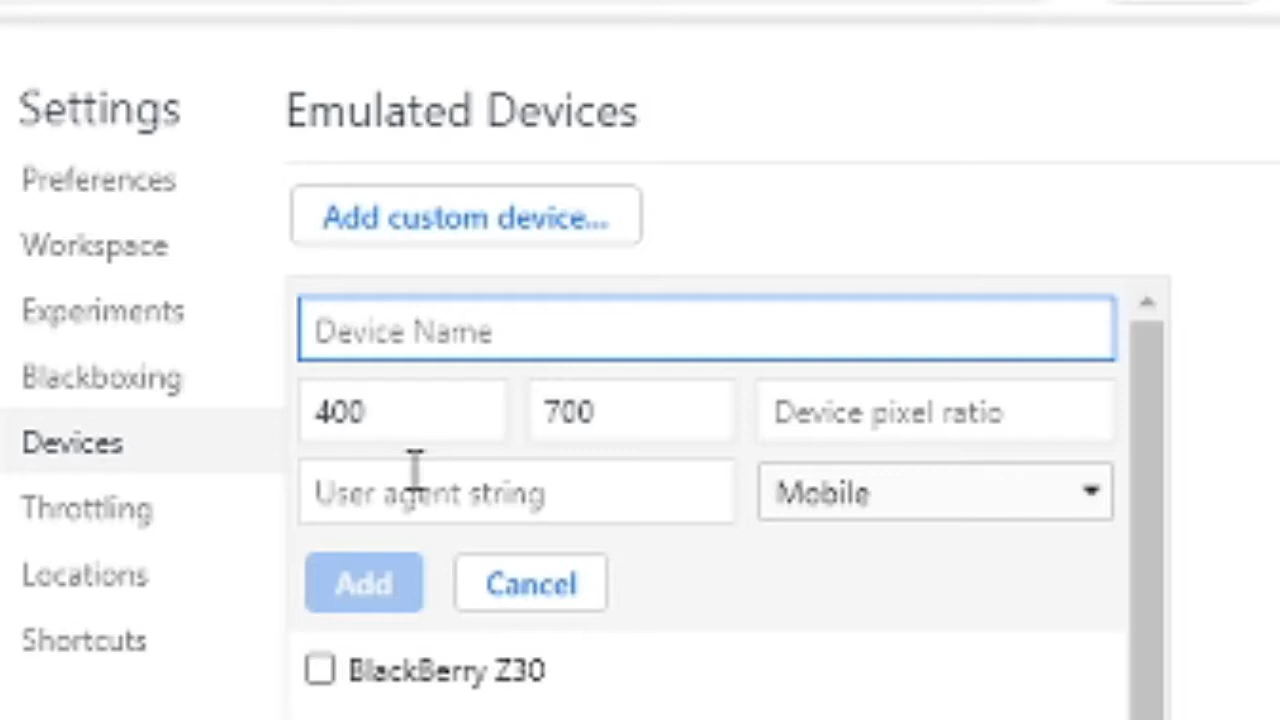 Settings
Preferences
Workspace
Experiments
Blackboxing
Devices
Throttling
Locations
Shortcuts
Emulated Devices
Add custom device...
Device Name
400 700 Device pixel ratio
User agent string Mobile
Add Cancel
BlackBerry Z30